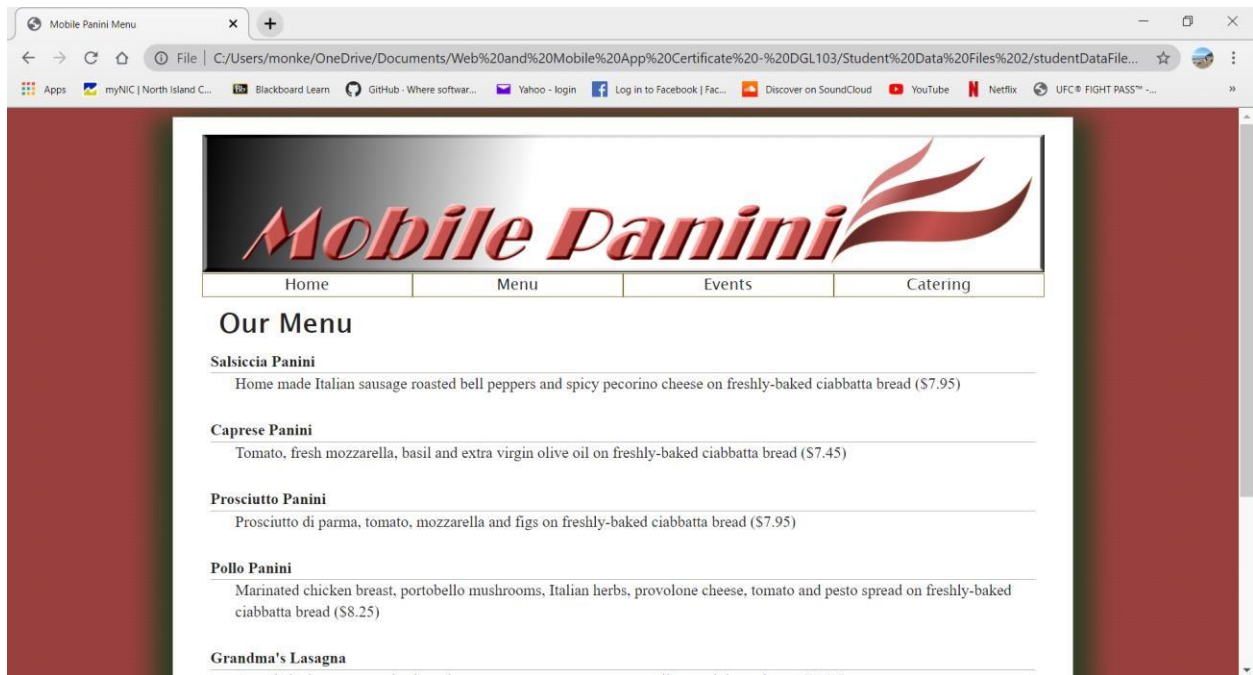 Mobile Panini Menu
File | C:/Users/monke/OneDrive/Documents/Web%20and%20Mobile%20App%20Certificate%20-%20DGL103/Student%20Data%20Files%202/studentDataFile...
Apps myNIC | North Island C... Blackboard Learn GitHub · Where softwar... Yahoo - login Log in to Facebook | Fac... Discover on SoundCloud YouTube Netflix UFC® FIGHT PASS™ -... »
Mobile Panini
Home Menu Events Catering
Our Menu
Salsiccia Panini
Home made Italian sausage roasted bell peppers and spicy pecorino cheese on freshly-baked ciabbatta bread ($7.95)
Caprese Panini
Tomato, fresh mozzarella, basil and extra virgin olive oil on freshly-baked ciabbatta bread ($7.45)
Prosciutto Panini
Prosciutto di parma, tomato, mozzarella and figs on freshly-baked ciabbatta bread ($7.95)
Pollo Panini
Marinated chicken breast, portobello mushrooms, Italian herbs, provolone cheese, tomato and pesto spread on freshly-baked
ciabbatta bread ($8.25)
Grandma's Lasagna